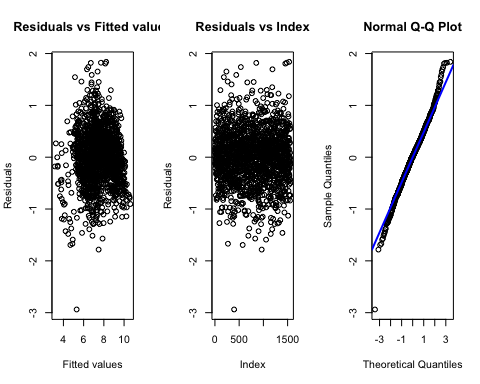 Residuals vs Fitted value
Residuals
2
1
0
-1
-2
-3
4 6 8 10
Fitted values
Residuals vs Index
Residuals
2
1
0
-1
-2
-3
0 500 1500
Index
Normal Q-Q Plot
Sample Quantiles
2
1
0
-1
-2
-3
-3 -1 1 3
Theoretical Quantiles